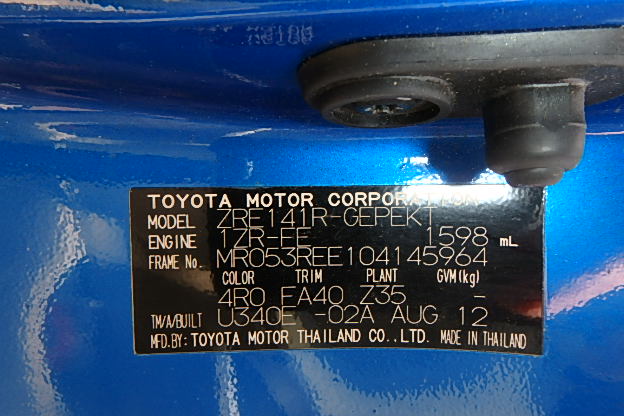 TOYOTA MOTOR CORPORATION
MODEL ZRE141R-GEPEKT
ENGINE 1ZR-FE 1598 mL
FRAME No. MR053REE104145964
COLOR TRIM PLANT GVM(kg)
4R0 FA40 Z35 -
TM/A/BUILT U340E -02A AUG 12
MFD.BY: TOYOTA MOTOR THAILAND CO.,LTD. MADE IN THAILAND